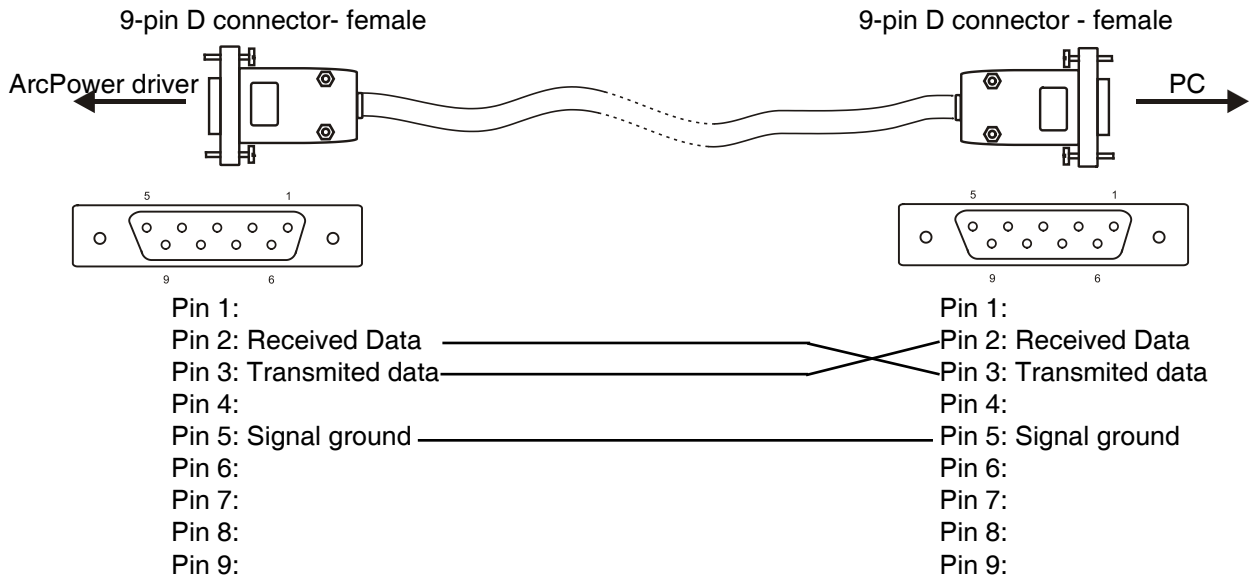 9-pin D connector- female
9-pin D connector - female
ArcPower driver
PC
5 1
9 6
5 1
9 6
Pin 1:
Pin 2: Received Data
Pin 3: Transmited data
Pin 4:
Pin 5: Signal ground
Pin 6:
Pin 7:
Pin 8:
Pin 9:
Pin 1:
Pin 2: Received Data
Pin 3: Transmited data
Pin 4:
Pin 5: Signal ground
Pin 6:
Pin 7:
Pin 8:
Pin 9: